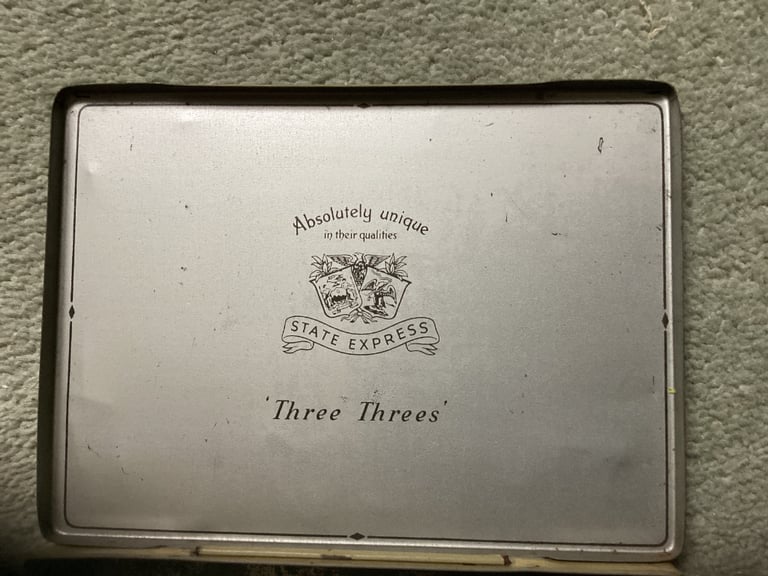 Absolutely unique
in their qualities
STATE EXPRESS
'Three Threes'